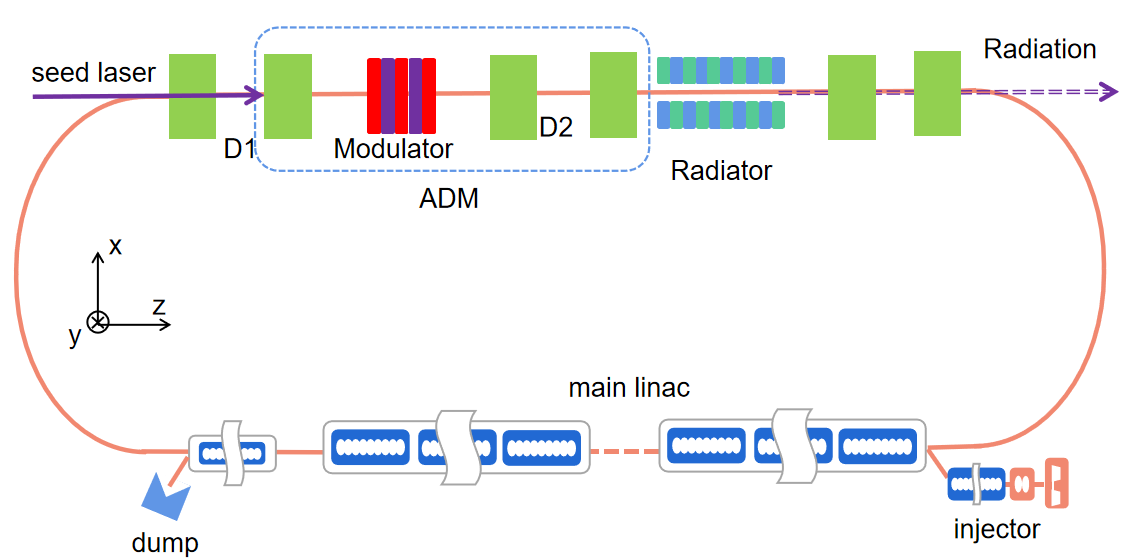 Radiation
seed laser
D1
Modulator
D2
Radiator
ADM
x
z
y
main linac
injector
dump